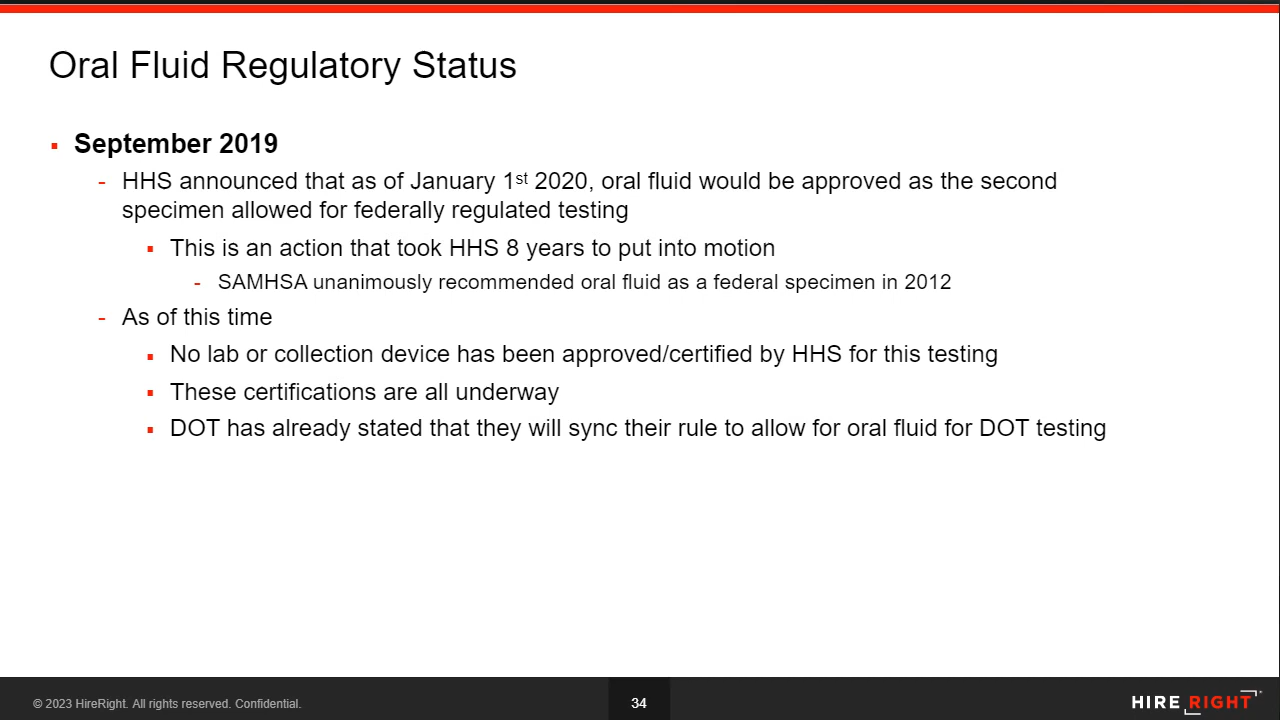 Oral Fluid Regulatory Status
▪ September 2019
- HHS announced that as of January 1st 2020, oral fluid would be approved as the second
specimen allowed for federally regulated testing
▪ This is an action that took HHS 8 years to put into motion
- SAMHSA unanimously recommended oral fluid as a federal specimen in 2012
- As of this time
▪ No lab or collection device has been approved/certified by HHS for this testing
▪ These certifications are all underway
▪ DOT has already stated that they will sync their rule to allow for oral fluid for DOT testing
© 2023 HireRight. All rights reserved. Confidential.
34
HIRE RIGHT